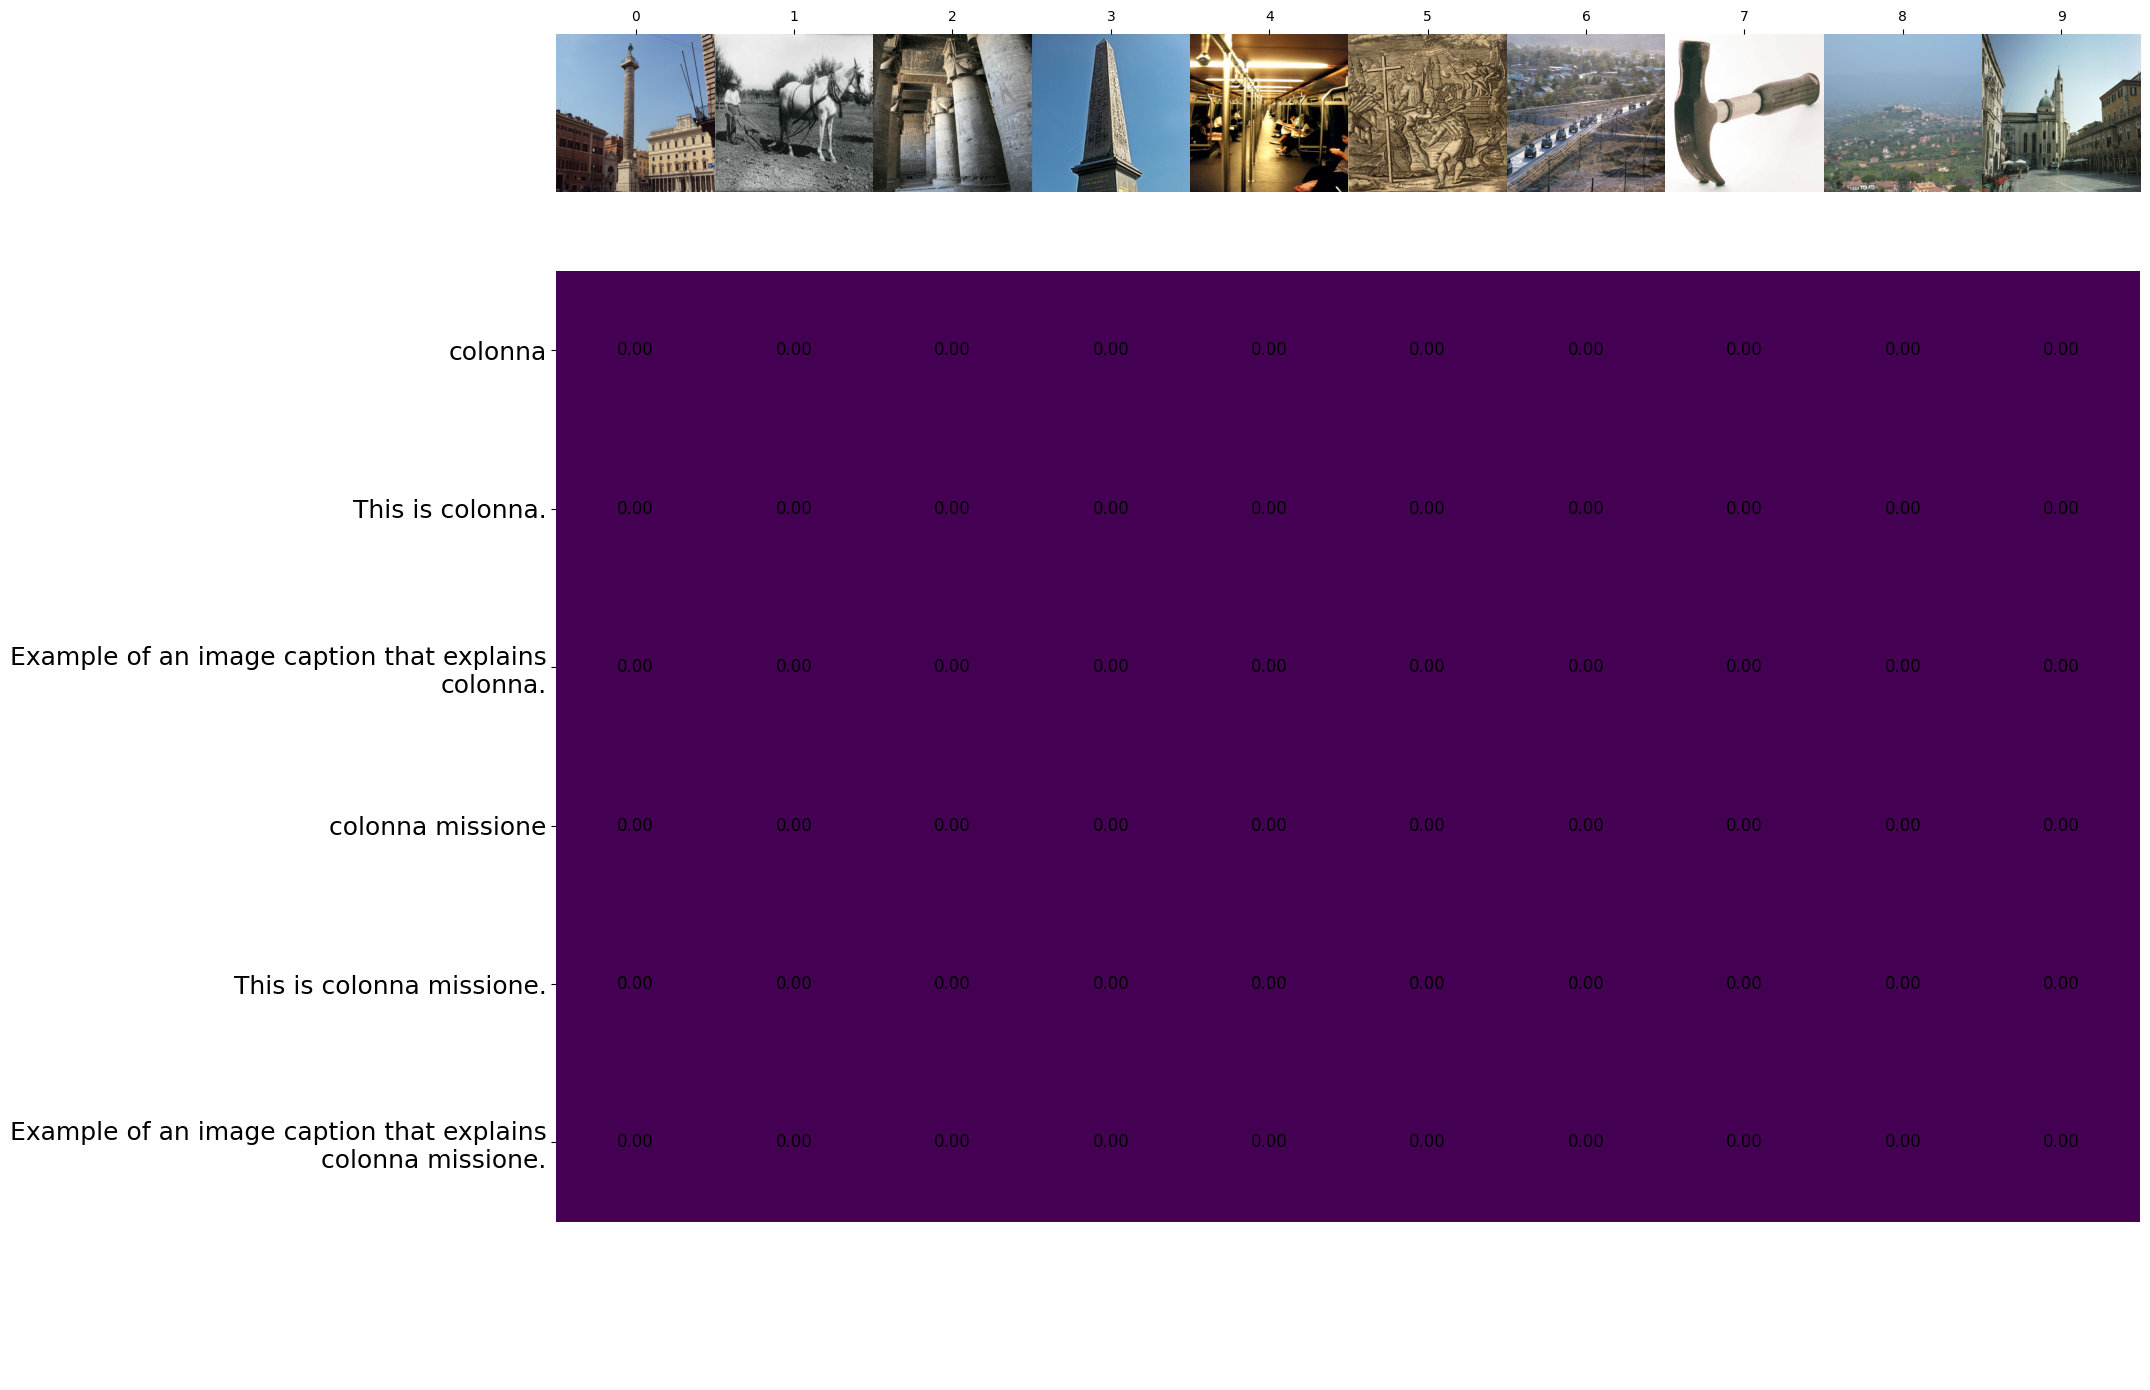 0 1 2 3 4 5 6 7 8 9
colonna 0.00 0.00 0.00 0.00 0.00 0.00 0.00 0.00 0.00 0.00
This is colonna. 0.00 0.00 0.00 0.00 0.00 0.00 0.00 0.00 0.00 0.00
Example of an image caption that explains
colonna. 0.00 0.00 0.00 0.00 0.00 0.00 0.00 0.00 0.00 0.00
colonna missione 0.00 0.00 0.00 0.00 0.00 0.00 0.00 0.00 0.00 0.00
This is colonna missione. 0.00 0.00 0.00 0.00 0.00 0.00 0.00 0.00 0.00 0.00
Example of an image caption that explains
colonna missione. 0.00 0.00 0.00 0.00 0.00 0.00 0.00 0.00 0.00 0.00